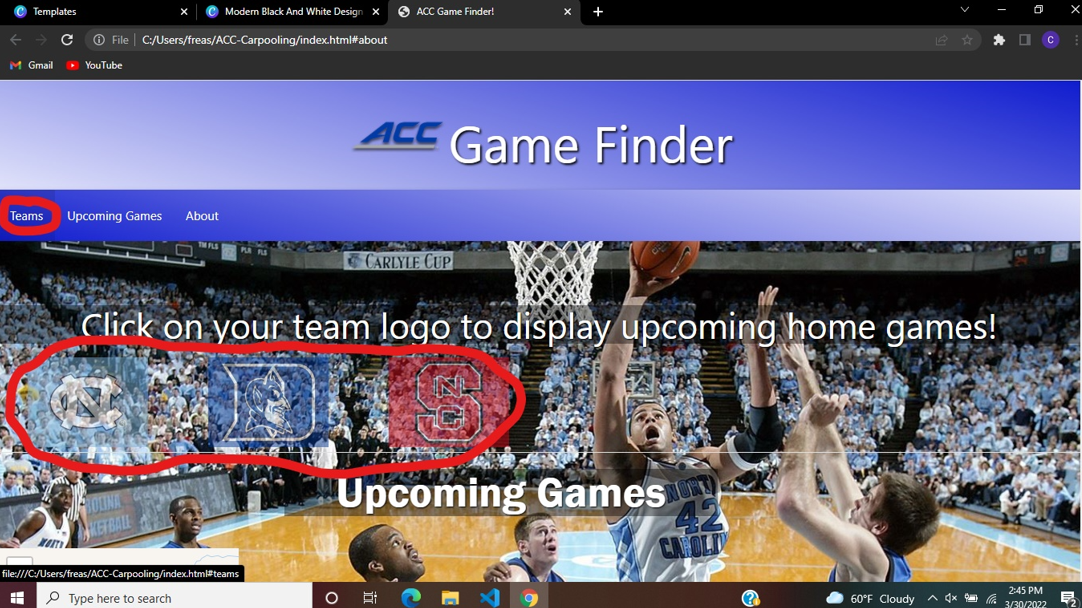 Templates
Modern Black And White Design
ACC Game Finder!
File C:/Users/freas/ACC-Carpooling/index.html#about
C
Gmail YouTube
ACC Game Finder
Teams Upcoming Games About
CARLYLE CUP
Click on your team logo to display upcoming home games!
NC
D
NCS
Upcoming Games
NORTH
42
CAROLINA
file:///C:/Users/freas/ACC-Carpooling/index.html#teams
Type here to search
60°F Cloudy
2:45 PM
3/30/2022
2